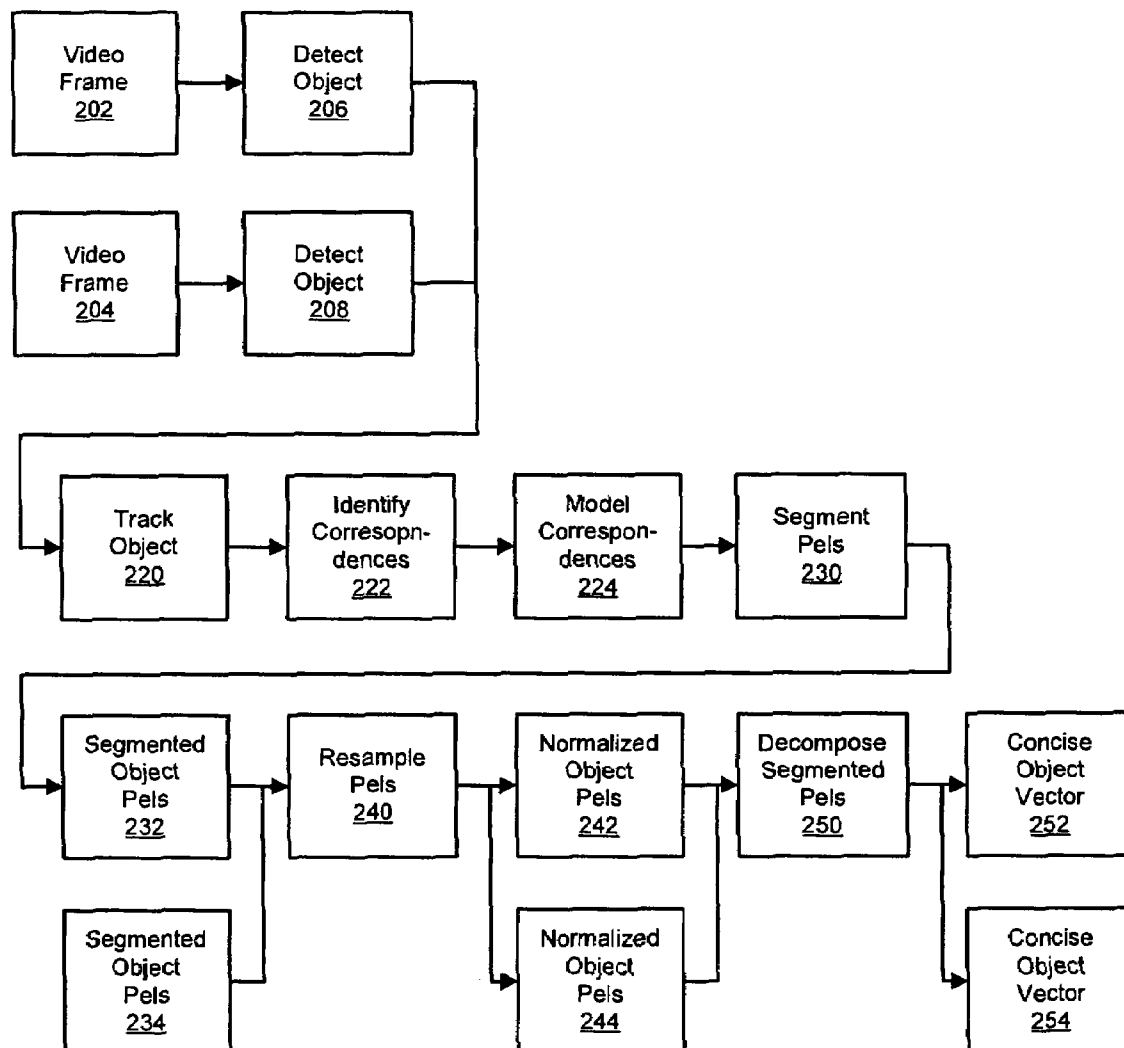 Video
Frame
202
Detect
Object
206
Video
Frame
204
Detect
Object
208
Track
Object
220
Identify
Corresopn-
dences
222
Model
Correspon-
dences
224
Segment
Pels
230
Segmented
Object
Pels
232
Resample
Pels
240
Normalized
Object
Pels
242
Decompose
Segmented
Pels
250
Concise
Object
Vector
252
Segmented
Object
Pels
234
Normalized
Object
Pels
244
Concise
Object
Vector
254